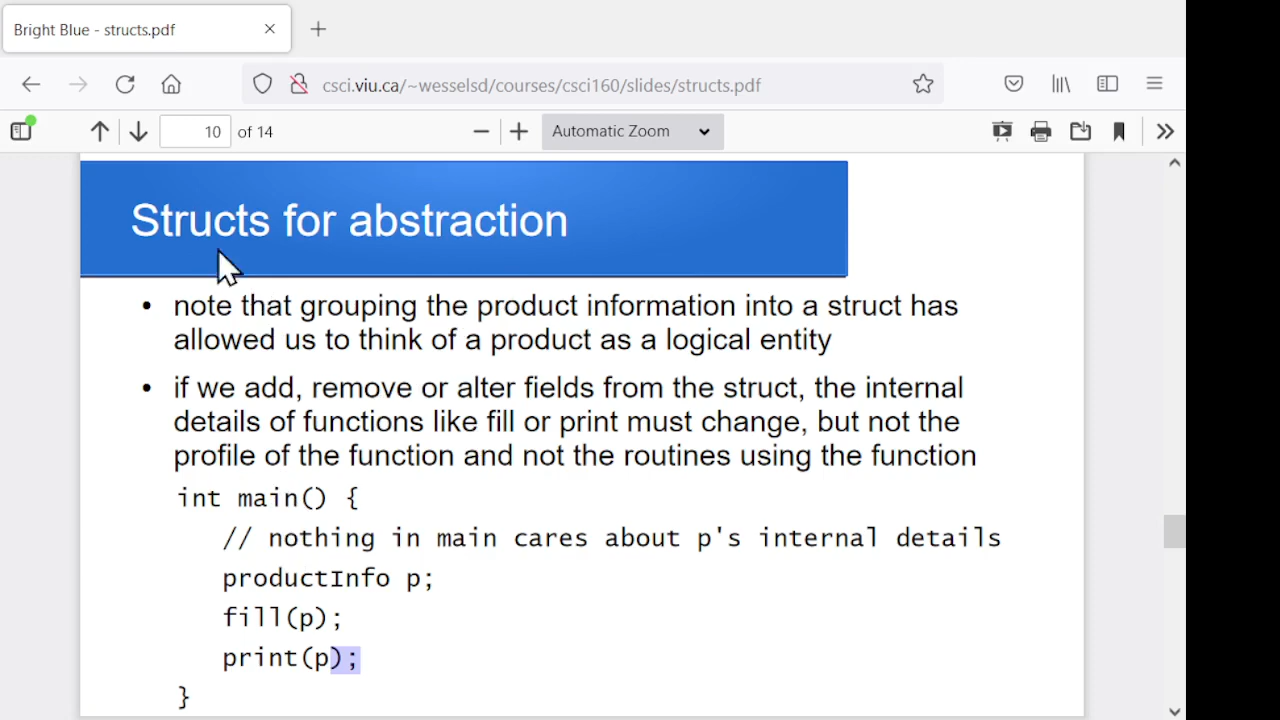 Bright Blue - structs.pdf
csci.viu.ca/~wesselsd/courses/csci160/slides/structs.pdf
10 of 14
Automatic Zoom
Structs for abstraction
• note that grouping the product information into a struct has
allowed us to think of a product as a logical entity
• if we add, remove or alter fields from the struct, the internal
details of functions like fill or print must change, but not the
profile of the function and not the routines using the function
int main() {
// nothing in main cares about p's internal details
productInfo p;
fill(p);
print(p);
}